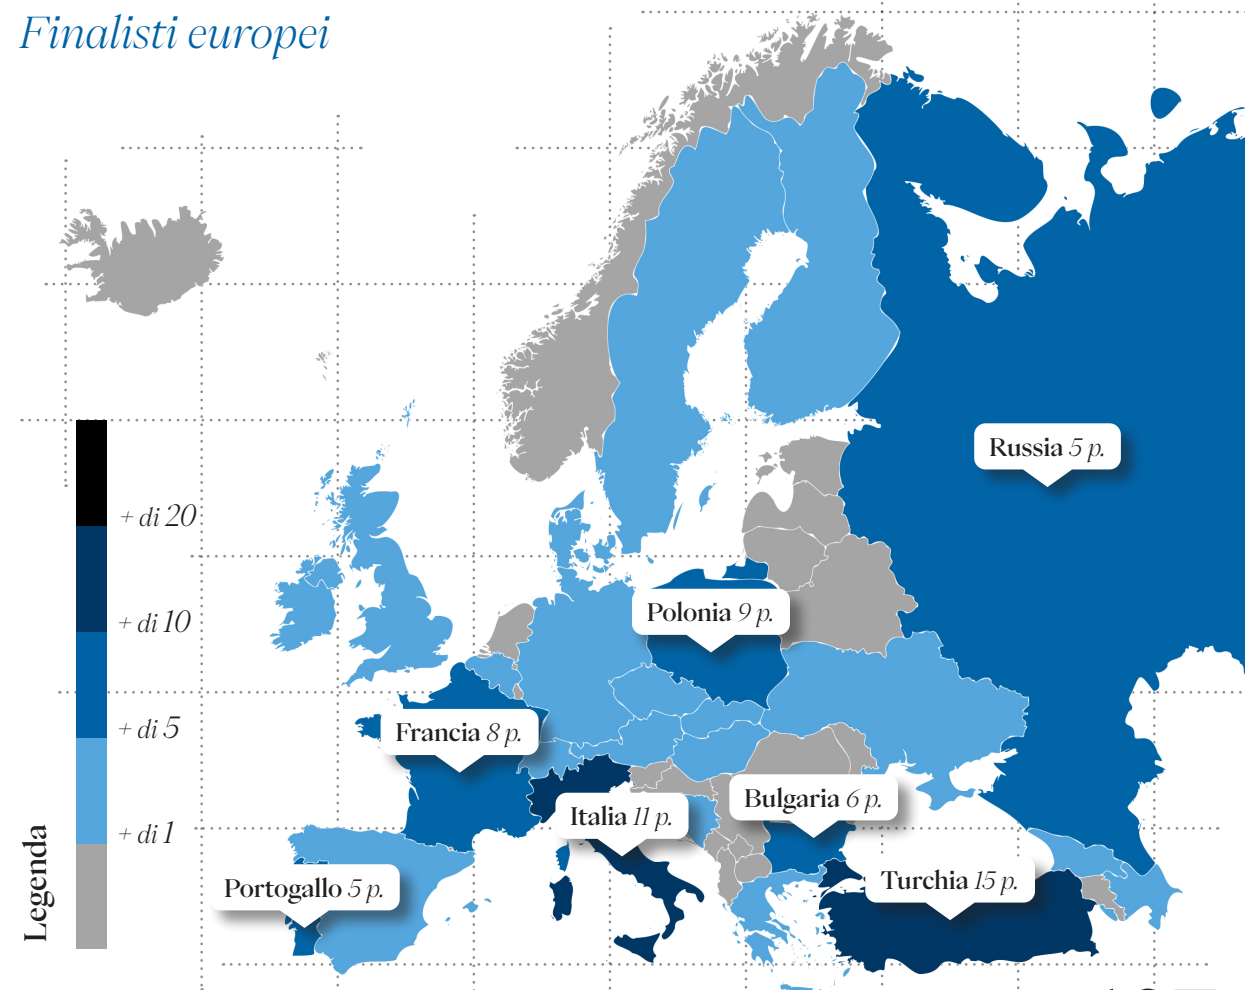 Finalisti europei
Russia 5 p.
+ di 20
Polonia 9 p.
+ di 10
Francia 8 p.
+ di 5
Bulgaria 6 p.
Italia 11 p.
+ di 1
Legenda
Turchia 15 p.
Portogallo 5 p.